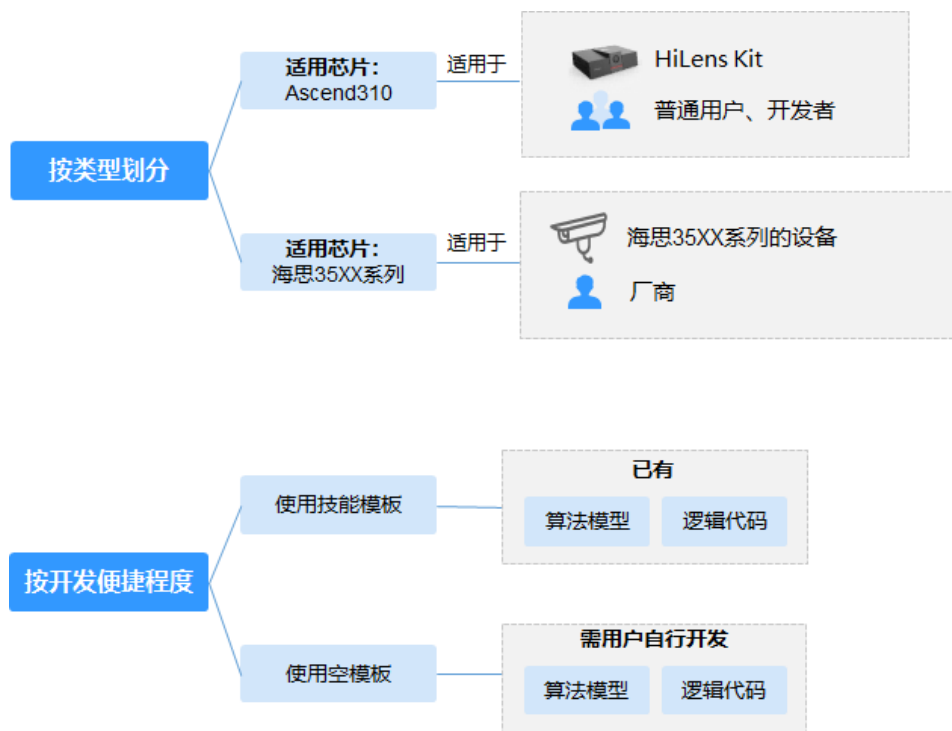 按类型划分
适用芯片：
Ascend310
适用于
HiLens Kit
普通用户、开发者
适用芯片：
海思35XX系列
适用于
海思35XX系列的设备
厂商
按开发便捷程度
使用技能模板
已有
算法模型 逻辑代码
使用空模板
需用户自行开发
算法模型 逻辑代码